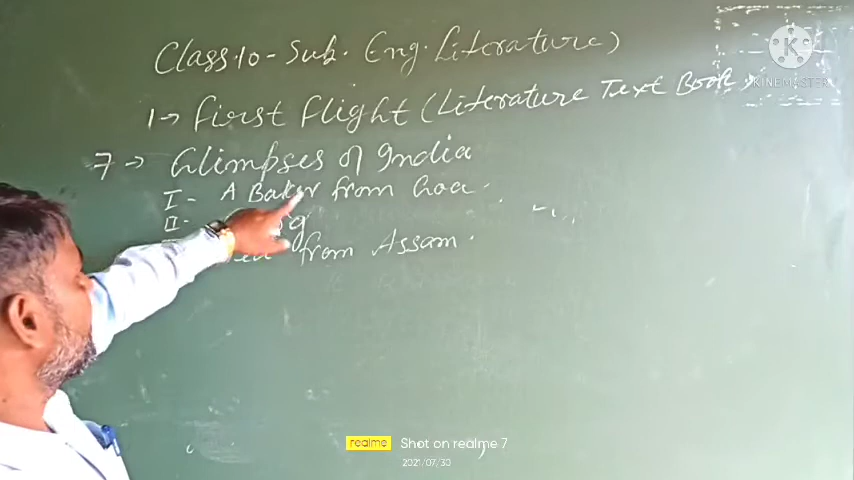 Class.10 - Sub. Eng. Literature)
1→ First flight (Literature Text Book.
K
KINEMASTER
7 → Glimpses of India
I - A Baker from Goa.
II-
from Assam.
realme Shot on realme 7
2021/07/30